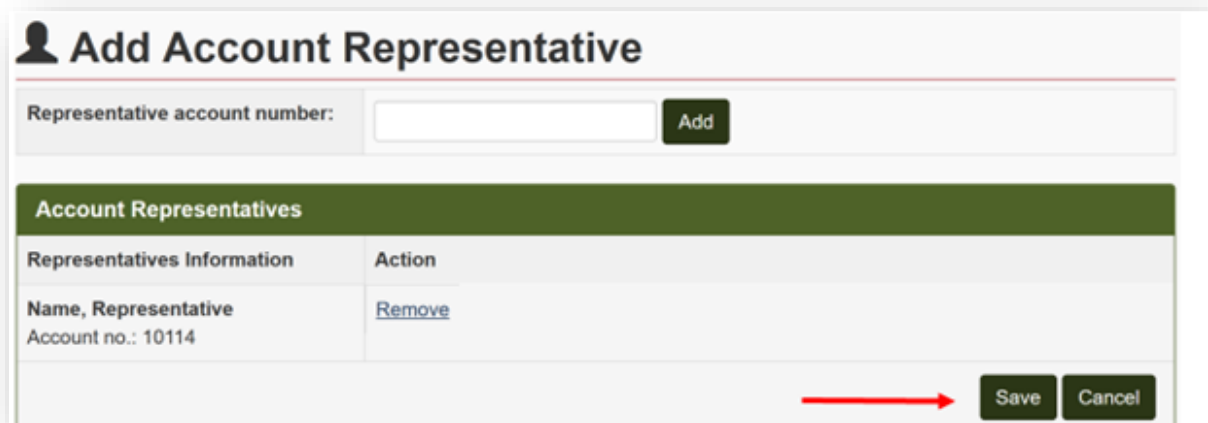 Add Account Representative
Representative account number:
Add
Account Representatives
Representatives Information Action
Name, Representative Remove
Account no.: 10114
Save Cancel